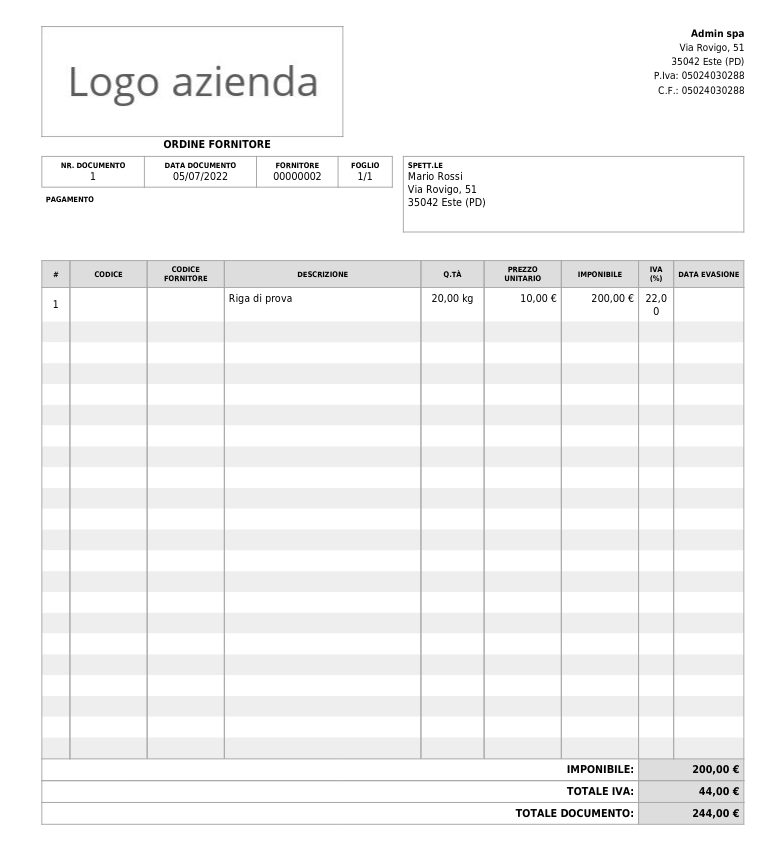 Logo azienda
Admin spa
Via Rovigo, 51
35042 Este (PD)
P.Iva: 05024030288
C.F.: 05024030288
ORDINE FORNITORE
NR. DOCUMENTO DATA DOCUMENTO FORNITORE FOGLIO
1 05/07/2022 00000002 1/1
PAGAMENTO
SPETT.LE
Mario Rossi
Via Rovigo, 51
35042 Este (PD)
# CODICE CODICE FORNITORE DESCRIZIONE Q.TÀ PREZZO UNITARIO IMPONIBILE IVA (%) DATA EVASIONE
1 Riga di prova 20,00 kg 10,00 € 200,00 € 22,0
0
IMPONIBILE: 200,00 €
TOTALE IVA: 44,00 €
TOTALE DOCUMENTO: 244,00 €